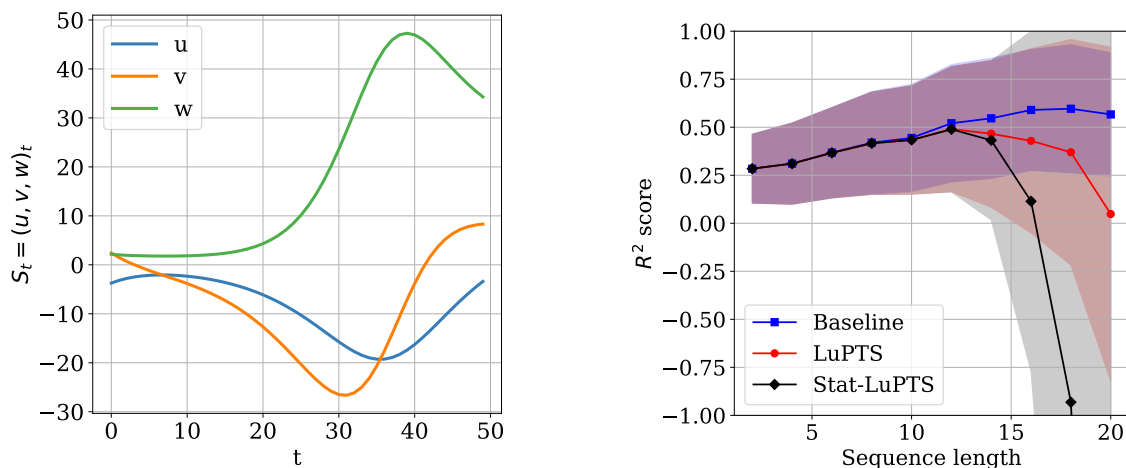 50
40
30
20
10
0
−10
−20
−30
0
10
20
30
40
50
t
S_t = (u, v, w)_t
u
v
w
1.00
0.75
0.50
0.25
0.00
−0.25
−0.50
−0.75
−1.00
5
10
15
20
Sequence length
R² score
Baseline
LuPTS
Stat-LuPTS